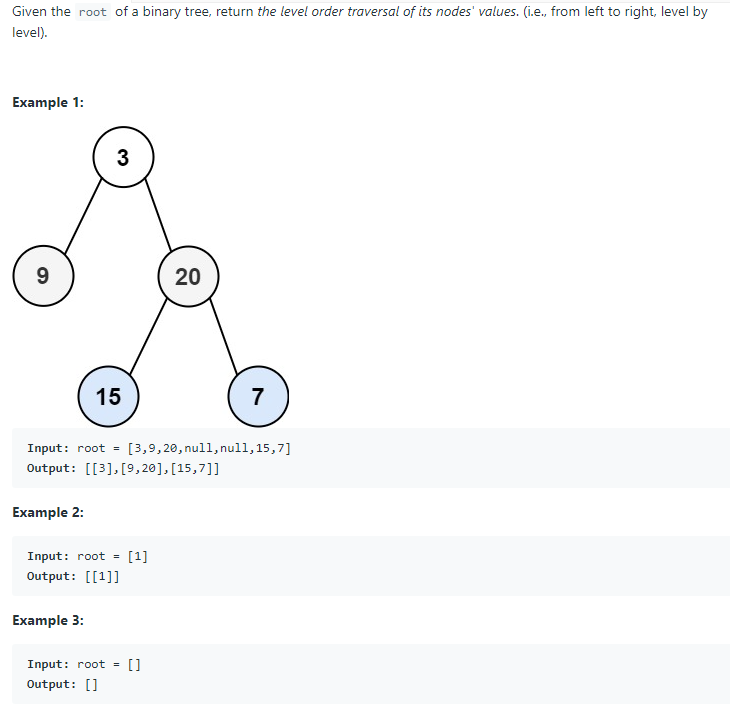 Given the root of a binary tree, return the level order traversal of its nodes' values. (i.e., from left to right, level by
level).
Example 1:
3
9
20
15
7
Input: root = [3,9,20,null,null,15,7]
Output: [[3],[9,20],[15,7]]
Example 2:
Input: root = [1]
Output: [[1]]
Example 3:
Input: root = []
Output: []